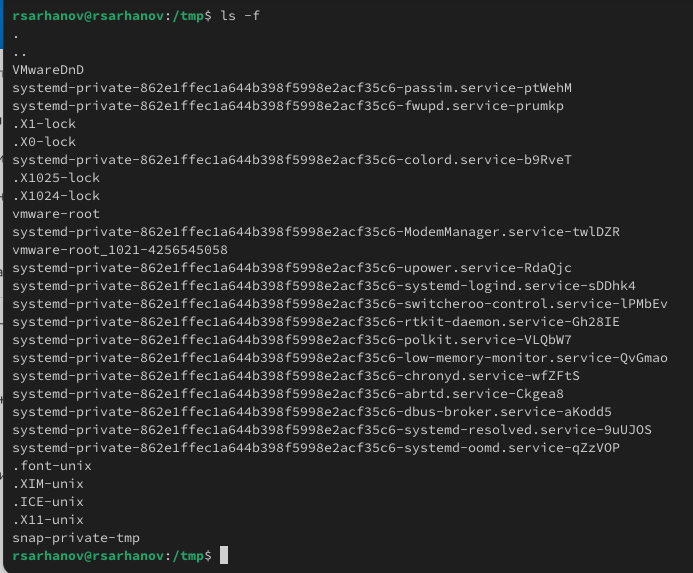 rsarhanov@rsarhanov:/tmp$ ls -f
.
..
VMwareDnD
systemd-private-862e1ffec1a644b398f5998e2acf35c6-passim.service-ptWehM
systemd-private-862e1ffec1a644b398f5998e2acf35c6-fwupd.service-prumkp
.X1-lock
.X0-lock
systemd-private-862e1ffec1a644b398f5998e2acf35c6-colord.service-b9RveT
.X1025-lock
.X1024-lock
vmware-root
systemd-private-862e1ffec1a644b398f5998e2acf35c6-ModemManager.service-twlDZR
vmware-root_1021-4256545058
systemd-private-862e1ffec1a644b398f5998e2acf35c6-upower.service-RdaQjc
systemd-private-862e1ffec1a644b398f5998e2acf35c6-systemd-logind.service-sDDhk4
systemd-private-862e1ffec1a644b398f5998e2acf35c6-switcheroo-control.service-lPMbEv
systemd-private-862e1ffec1a644b398f5998e2acf35c6-rtkit-daemon.service-Gh28IE
systemd-private-862e1ffec1a644b398f5998e2acf35c6-polkit.service-VLQbW7
systemd-private-862e1ffec1a644b398f5998e2acf35c6-low-memory-monitor.service-QvGmao
systemd-private-862e1ffec1a644b398f5998e2acf35c6-chronyd.service-wfZFtS
systemd-private-862e1ffec1a644b398f5998e2acf35c6-abrtd.service-Ckgea8
systemd-private-862e1ffec1a644b398f5998e2acf35c6-dbus-broker.service-aKodd5
systemd-private-862e1ffec1a644b398f5998e2acf35c6-systemd-resolved.service-9uUJOS
systemd-private-862e1ffec1a644b398f5998e2acf35c6-systemd-oomd.service-qZzVOP
.font-unix
.XIM-unix
.ICE-unix
.X11-unix
snap-private-tmp
rsarhanov@rsarhanov:/tmp$